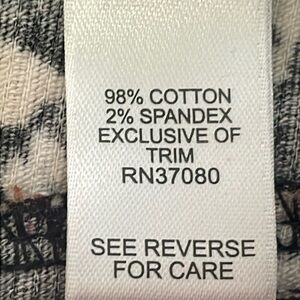 98% COTTON
2% SPANDEX
EXCLUSIVE OF
TRIM
RN37080
SEE REVERSE
FOR CARE